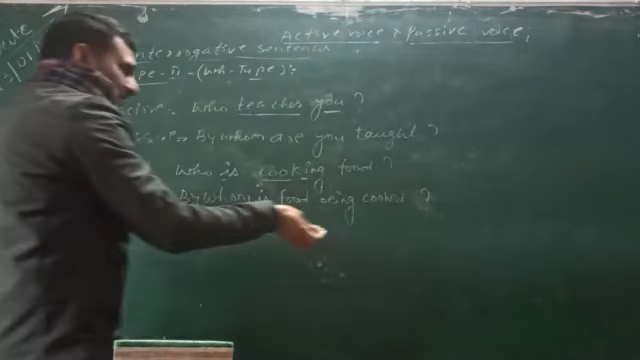 Active voice & passive voice.
Interrogative sentences
Type-II - (Wh-Type):
Active. Who teaches you?
By whom are you taught?
Who is cooking food?
By whom is food being cooked?